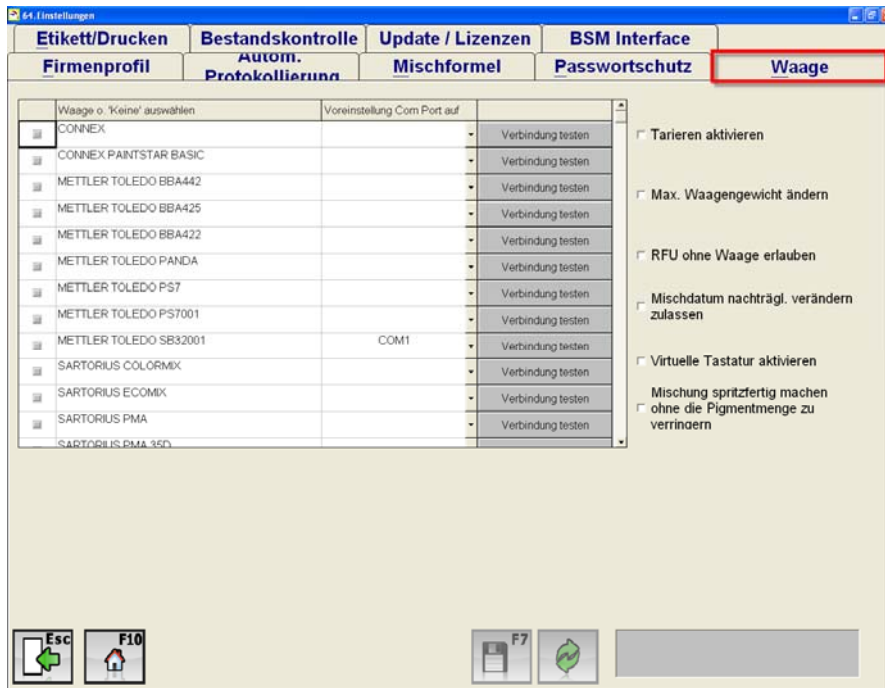 64.Einstellungen
Etikett/Drucken Bestandskontrolle Update / Lizenzen BSM Interface
Firmenprofil Autom. Protokollierung Mischformel Passwortschutz Waage
Waage o. 'Keine' auswählen Voreinstellung Com Port auf
CONNEX Verbindung testen
CONNEX PAINTSTAR BASIC Verbindung testen
METTLER TOLEDO BBA442 Verbindung testen
METTLER TOLEDO BBA425 Verbindung testen
METTLER TOLEDO BBA422 Verbindung testen
METTLER TOLEDO PANDA Verbindung testen
METTLER TOLEDO PS7 Verbindung testen
METTLER TOLEDO PS7001 Verbindung testen
METTLER TOLEDO SB32001 COM1 Verbindung testen
SARTORIUS COLORMIX Verbindung testen
SARTORIUS ECOMIX Verbindung testen
SARTORIUS PMA Verbindung testen
SARTORIUS PMA 35D
Tarieren aktivieren
Max. Waagengewicht ändern
RFU ohne Waage erlauben
Mischdatum nachträgl. verändern
zulassen
Virtuelle Tastatur aktivieren
Mischung spritzfertig machen
ohne die Pigmentmenge zu
verringern
Esc F10 F7